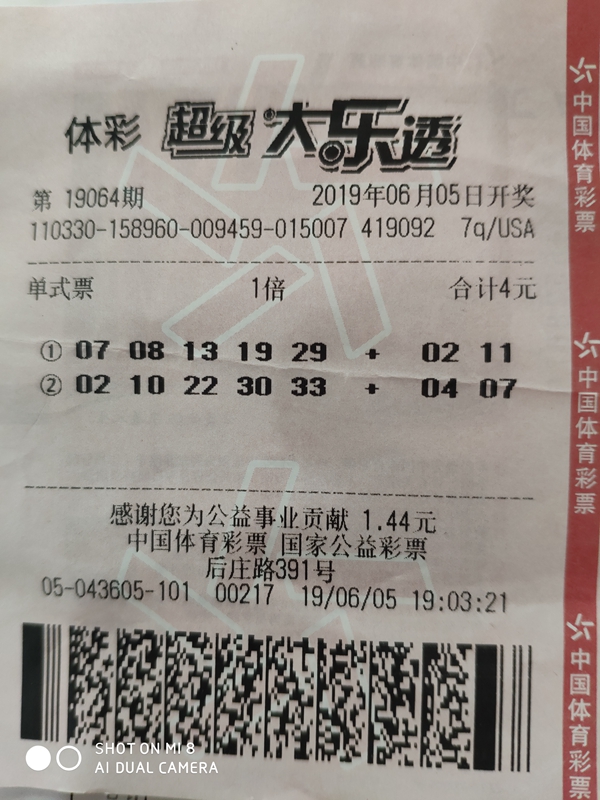 体彩 超级大乐透
第 19064期 2019年06月05日开奖
110330-158960-009459-015007 419092 7q/USA
单式票 1倍 合计4元
① 07 08 13 19 29 + 02 11
② 02 10 22 30 33 + 04 07
感谢您为公益事业贡献 1.44元
中国体育彩票 国家公益彩票
后庄路391号
05-043605-101 00217 19/06/05 19:03:21
中国体育彩票
中国体育彩票
中国体育彩票
SHOT ON MI 8
AI DUAL CAMERA